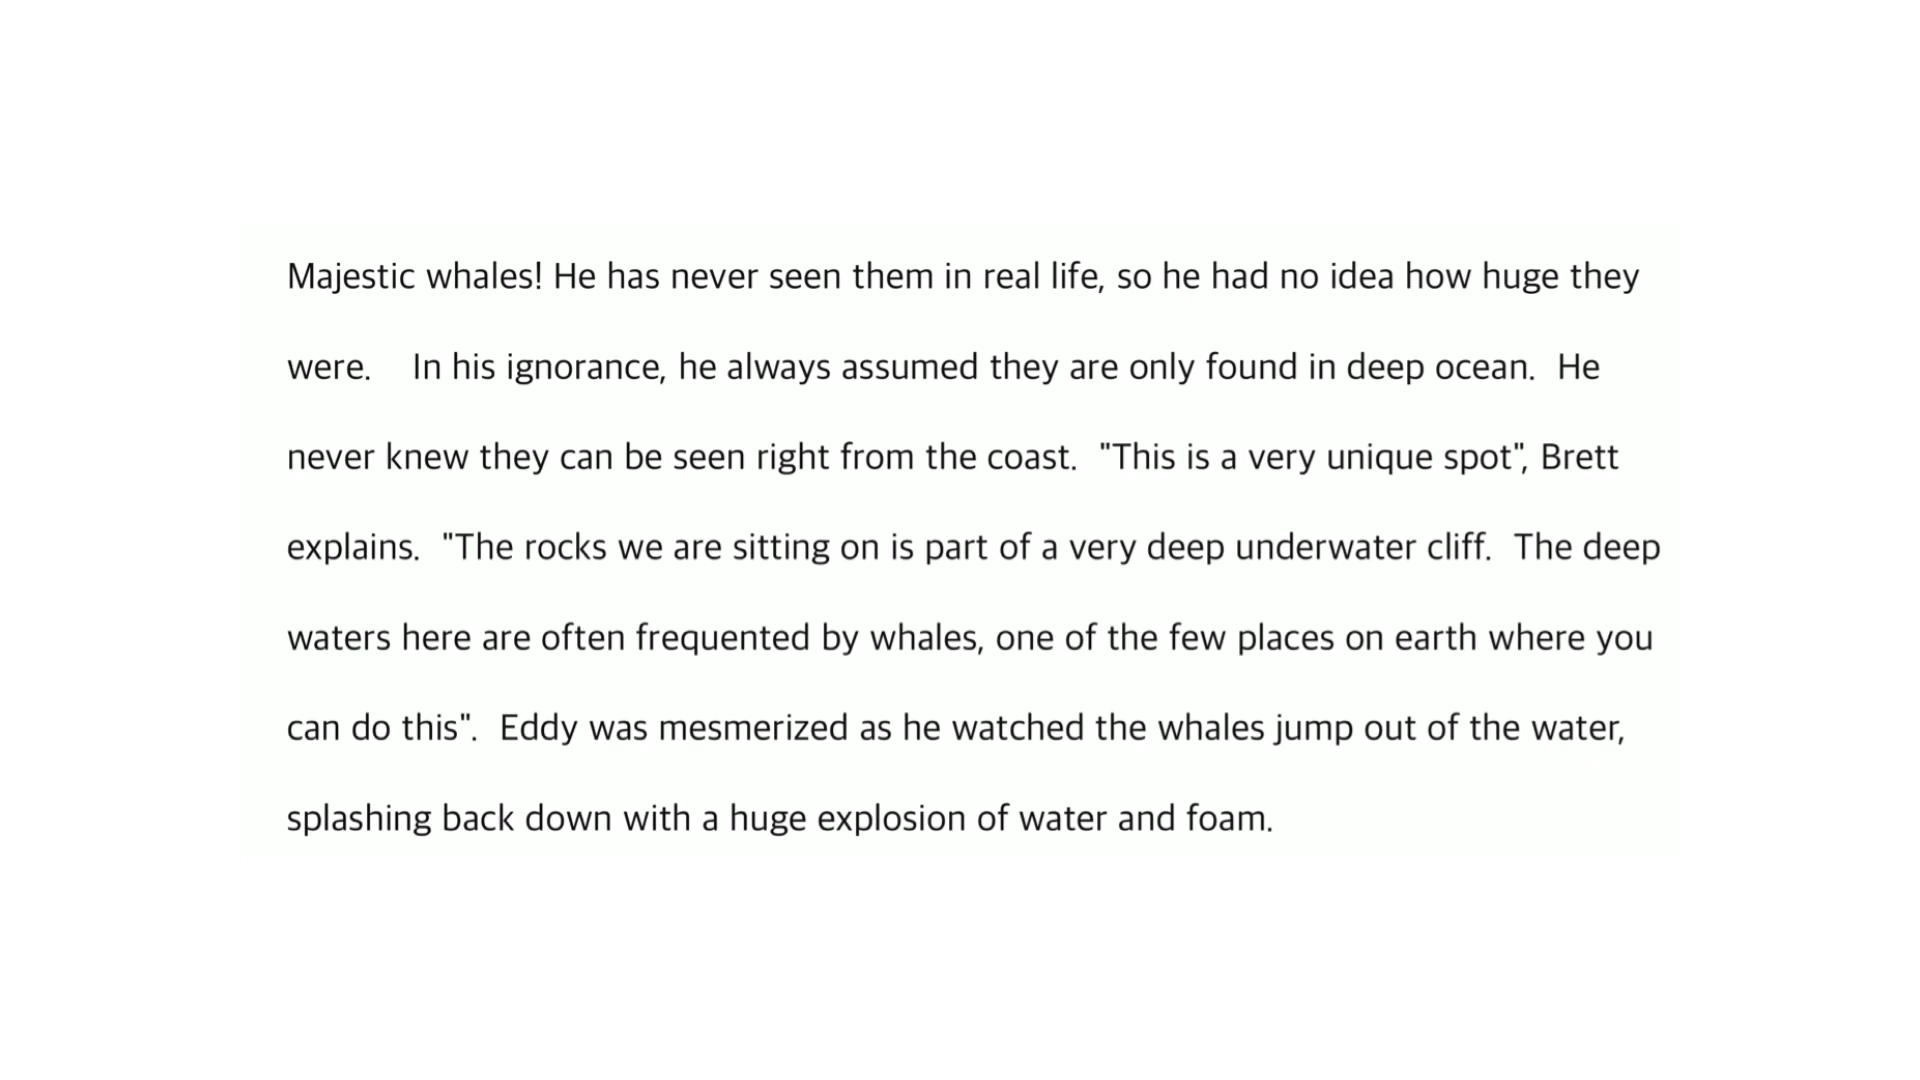 Majestic whales! He has never seen them in real life, so he had no idea how huge they
were.    In his ignorance, he always assumed they are only found in deep ocean.  He
never knew they can be seen right from the coast.  "This is a very unique spot", Brett
explains.  "The rocks we are sitting on is part of a very deep underwater cliff.  The deep
waters here are often frequented by whales, one of the few places on earth where you
can do this".  Eddy was mesmerized as he watched the whales jump out of the water,
splashing back down with a huge explosion of water and foam.